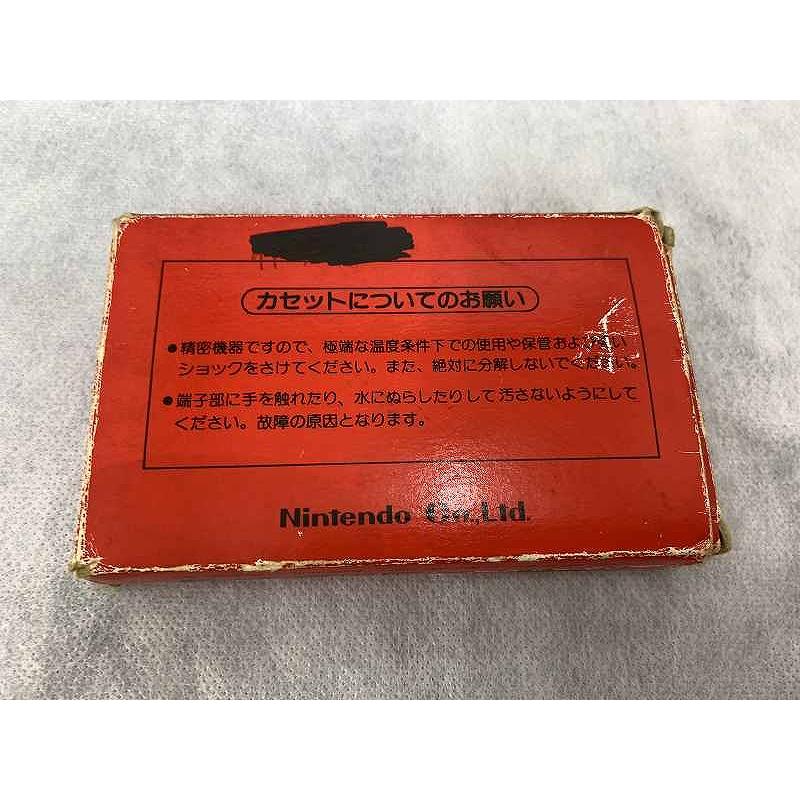 カセットについてのお願い
●精密機器ですので、極端な温度条件下での使用や保管および強い
ショックをさけてください。また、絶対に分解しないでください。
●端子部に手を触れたり、水にぬらしたりして汚さないようにして
ください。故障の原因となります。
Nintendo Co.,Ltd.